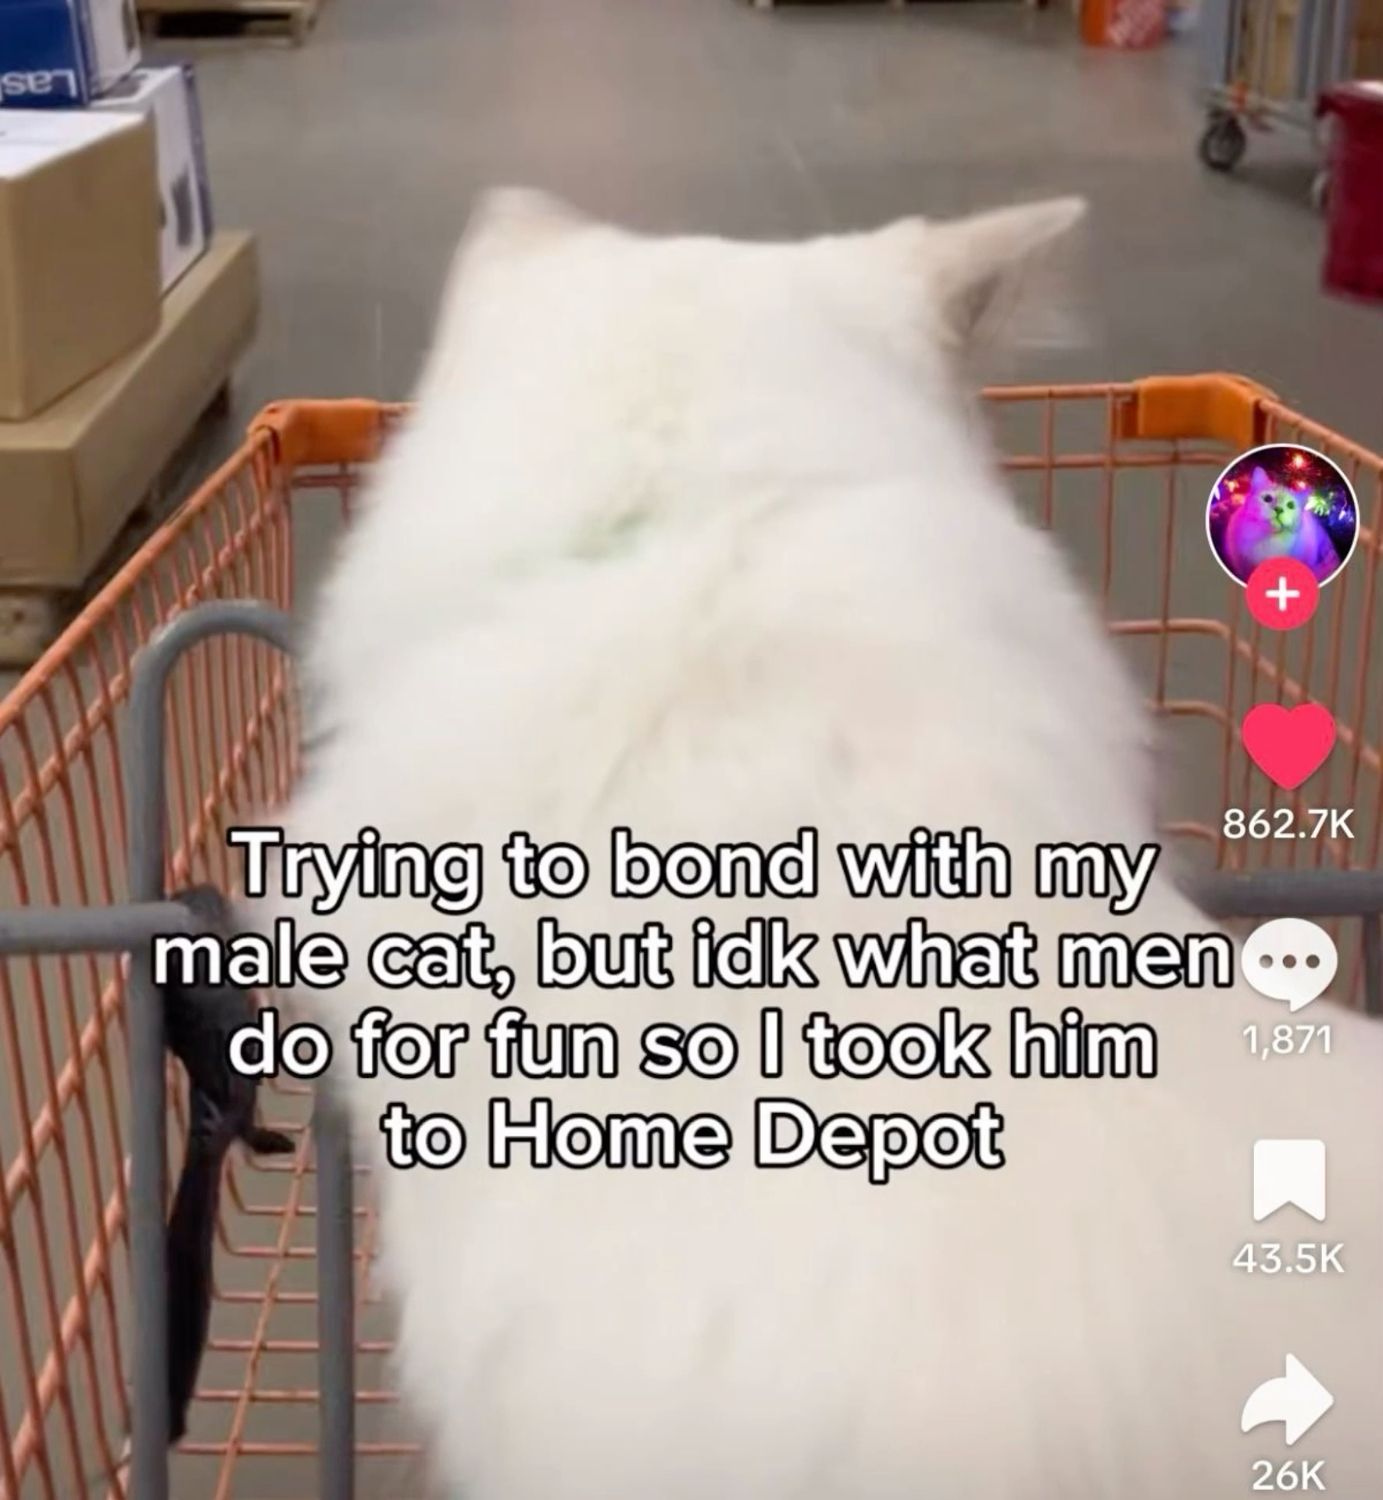 Las
Trying to bond with my
male cat, but idk what men
do for fun so I took him
to Home Depot
862.7K
1,871
43.5K
26K